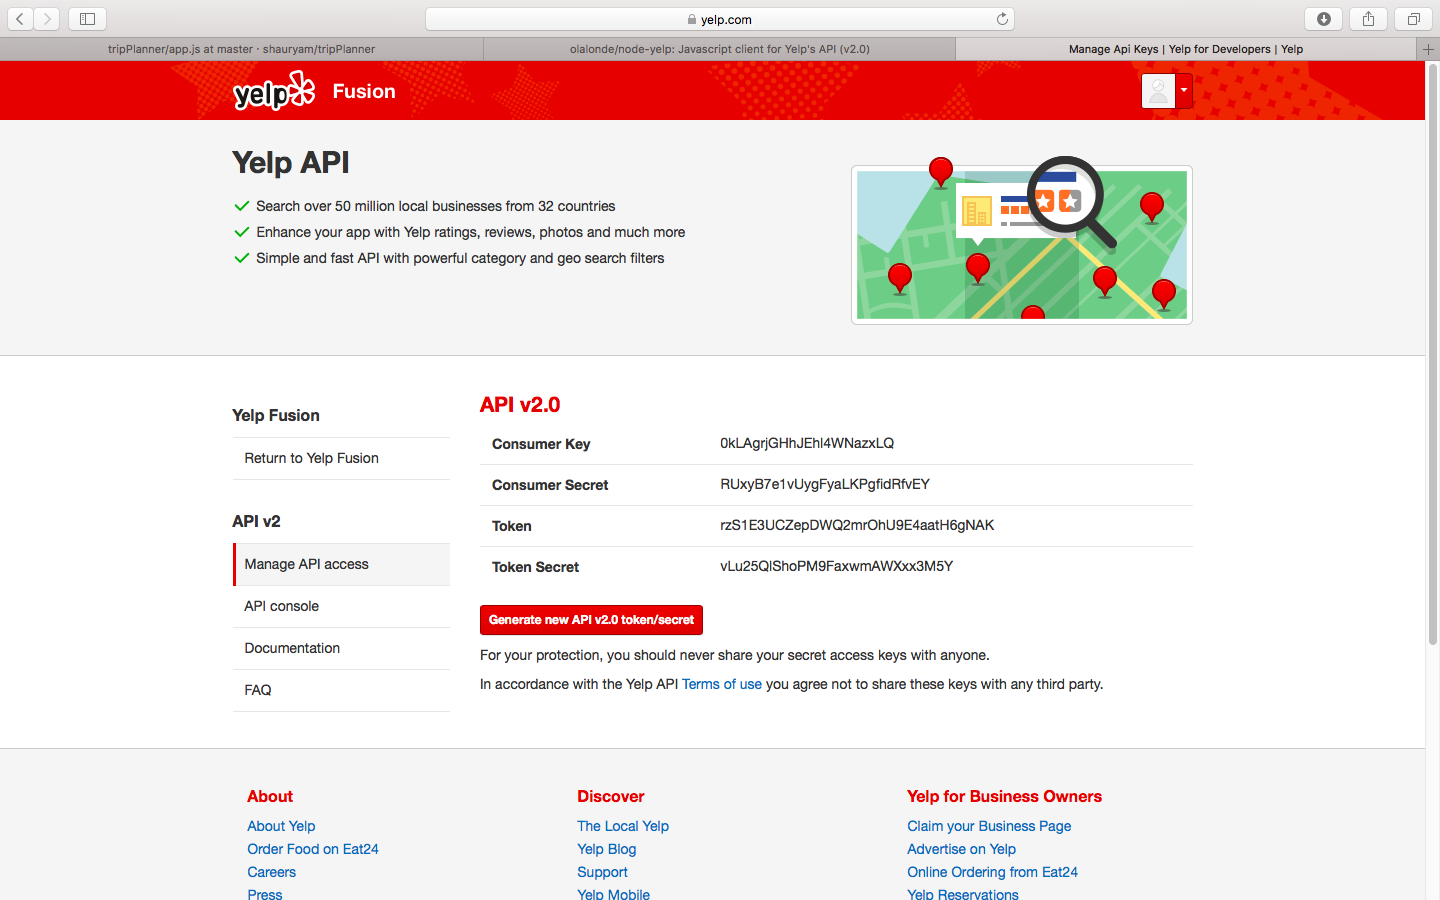 yelp.com
tripPlanner/app.js at master · shauryam/tripPlanner
olalonde/node-yelp: Javascript client for Yelp's API (v2.0)
Manage Api Keys | Yelp for Developers | Yelp
yelp Fusion
Yelp API
Search over 50 million local businesses from 32 countries
Enhance your app with Yelp ratings, reviews, photos and much more
Simple and fast API with powerful category and geo search filters
Yelp Fusion
Return to Yelp Fusion
API v2
Manage API access
API console
Documentation
FAQ
API v2.0
Consumer Key 0kLAgrjGHhJEhl4WNazxLQ
Consumer Secret RUxyB7e1vUygFyaLKPgfidRfvEY
Token rzS1E3UCZepDWQ2mrOhU9E4aatH6gNAK
Token Secret vLu25QlShoPM9FaxwmAWXxx3M5Y
Generate new API v2.0 token/secret
For your protection, you should never share your secret access keys with anyone.
In accordance with the Yelp API Terms of use you agree not to share these keys with any third party.
About
About Yelp
Order Food on Eat24
Careers
Press
Discover
The Local Yelp
Yelp Blog
Support
Yelp Mobile
Yelp for Business Owners
Claim your Business Page
Advertise on Yelp
Online Ordering from Eat24
Yelp Reservations